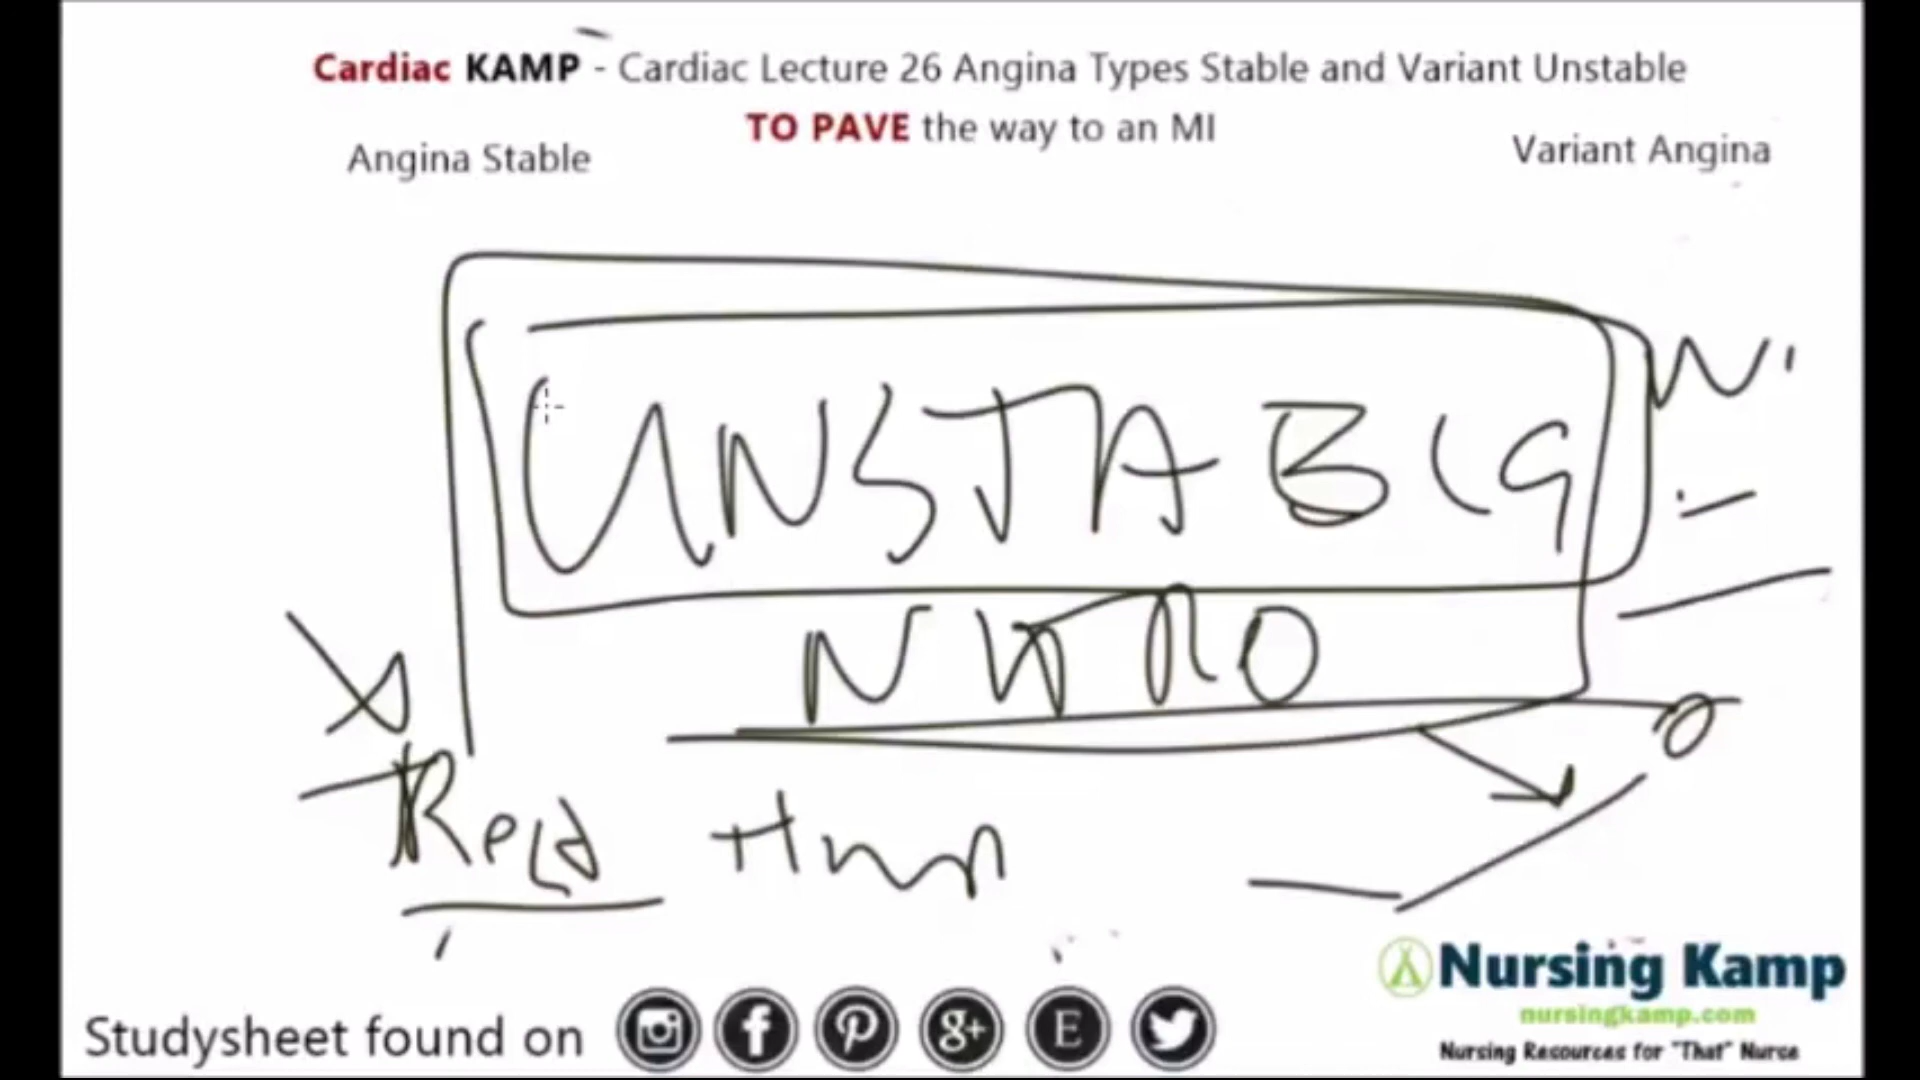 Cardiac KAMP - Cardiac Lecture 26 Angina Types Stable and Variant Unstable
TO PAVE the way to an MI
Angina Stable
Variant Angina
UNSTABLE
NITRO
Studysheet found on
Nursing Kamp
nursingkamp.com
Nursing Resources for "That" Nurse